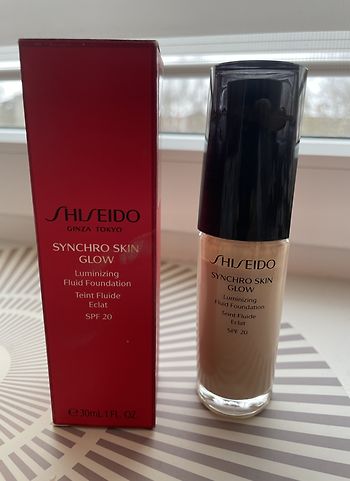 SHISEIDO
GINZA TOKYO
SYNCHRO SKIN
GLOW
Luminizing
Fluid Foundation
Teint Fluide
Eclat
SPF 20
℮30mL 1 FL. Oz.
SHISEIDO
SYNCHRO SKIN
GLOW
Luminizing
Fluid Foundation
Teint Fluide
Eclat
SPF 20